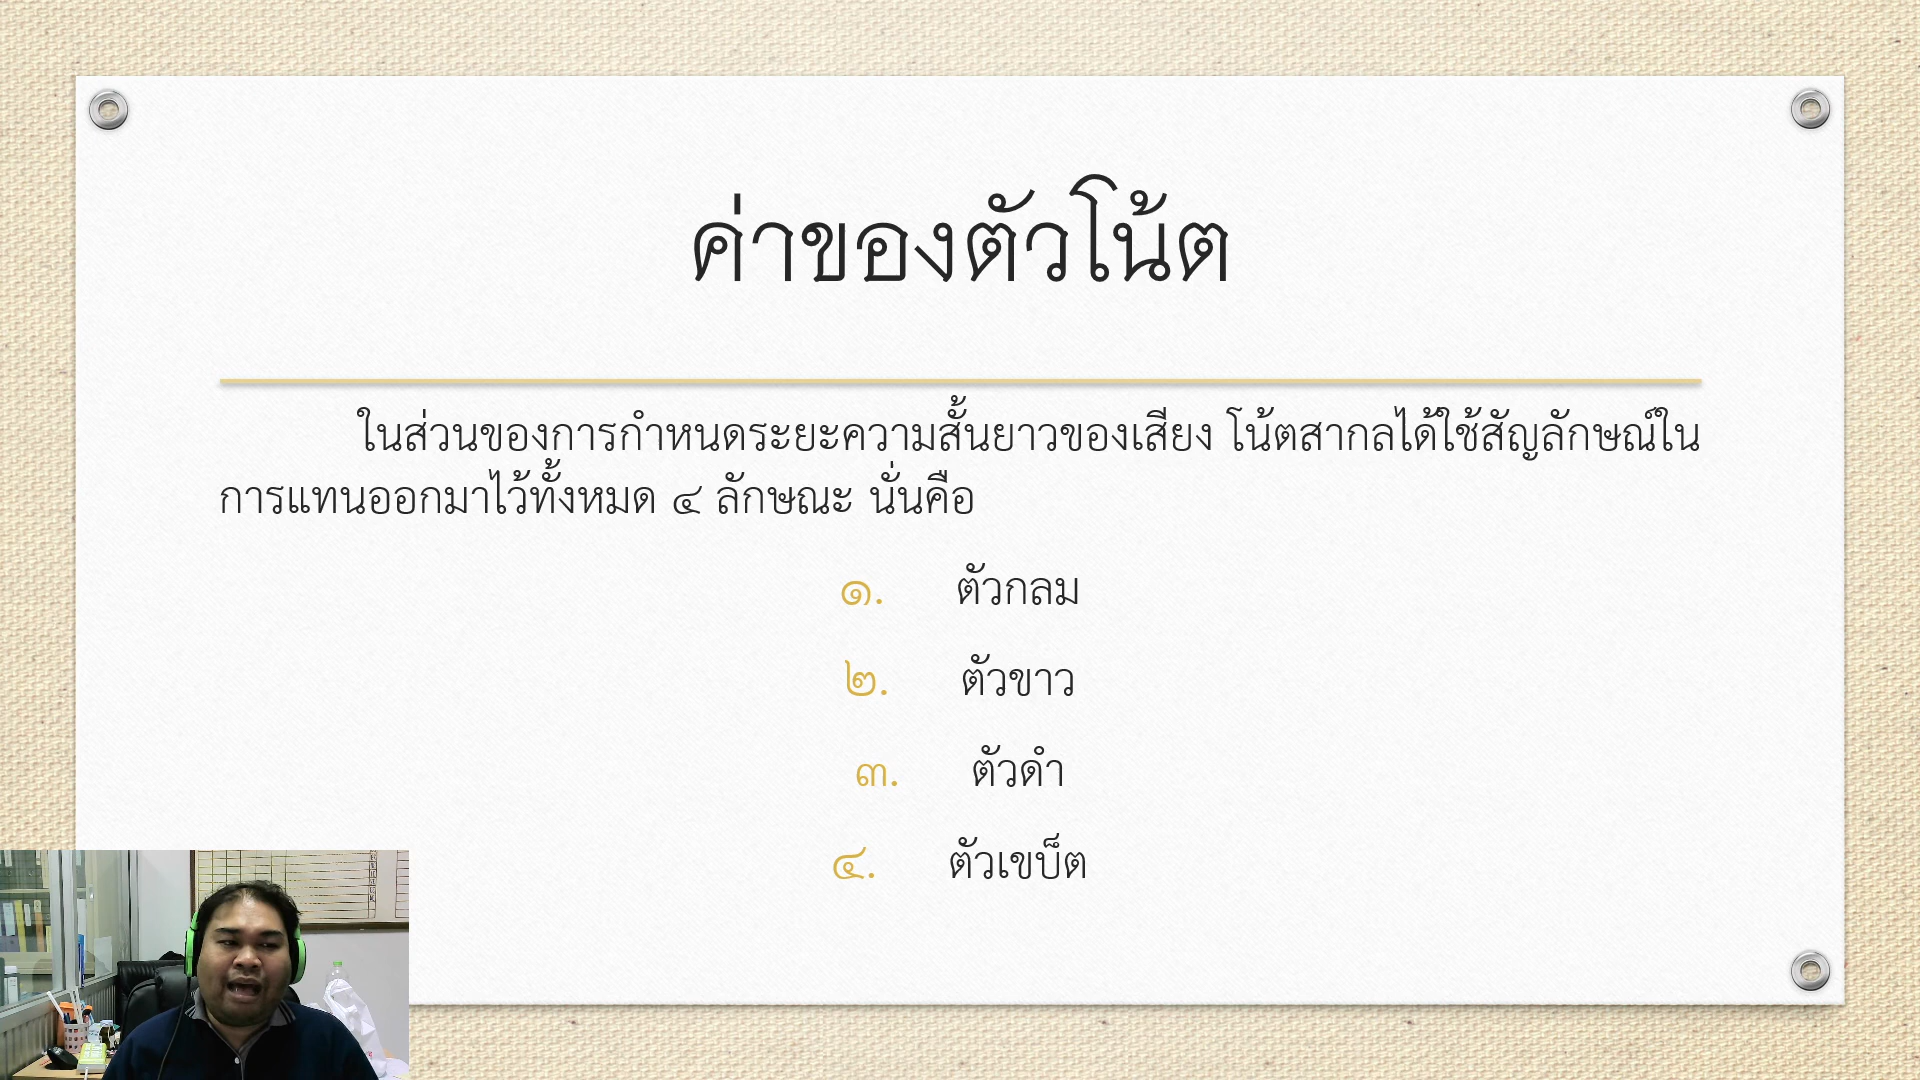 ค่าของตัวโน้ต
ในส่วนของการกำหนดระยะความสั้นยาวของเสียง โน้ตสากลได้ใช้สัญลักษณ์ใน
การแทนออกมาไว้ทั้งหมด ๔ ลักษณะ นั่นคือ
๑. ตัวกลม
๒. ตัวขาว
๓. ตัวดำ
๔. ตัวเขบ็ต